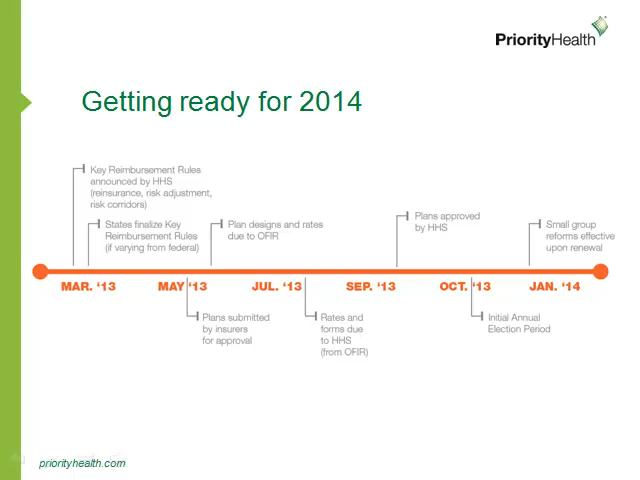 PriorityHealth
Getting ready for 2014
Key Reimbursement Rules
announced by HHS
(reinsurance, risk adjustment,
risk corridors)
States finalize Key
Reimbursement Rules
(if varying from federal)
Plan designs and rates
due to OFIR
Plans approved
by HHS
Small group
reforms effective
upon renewal
MAR. ‘13
MAY ‘13
JUL. ‘13
SEP. ‘13
OCT. ‘13
JAN. ‘14
Plans submitted
by insurers
for approval
Rates and
forms due
to HHS
(from OFIR)
Initial Annual
Election Period
priorityhealth.com